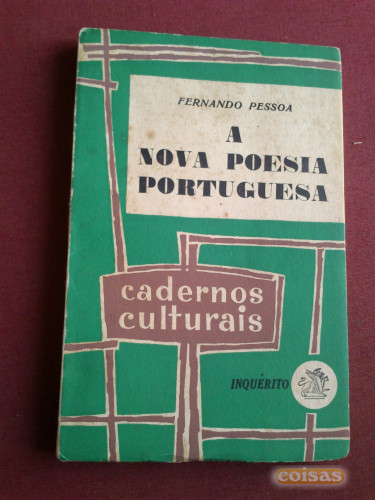 FERNANDO PESSOA
A
NOVA POESIA
PORTUGUESA
cadernos
culturais
INQUÉRITO
coisas